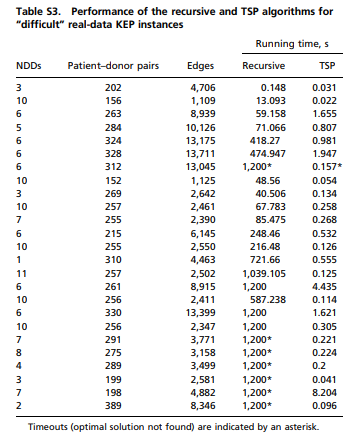 Table S3. Performance of the recursive and TSP algorithms for
“difficult” real-data KEP instances
Running time, s
NDDs Patient–donor pairs Edges Recursive TSP
3 202 4,706 0.148 0.031
10 156 1,109 13.093 0.022
6 263 8,939 59.158 1.655
5 284 10,126 71.066 0.807
6 324 13,175 418.27 0.981
6 328 13,711 474.947 1.947
6 312 13,045 1,200* 0.157*
10 152 1,125 48.56 0.054
3 269 2,642 40.506 0.134
10 257 2,461 67.783 0.258
7 255 2,390 85.475 0.268
6 215 6,145 248.46 0.532
10 255 2,550 216.48 0.126
1 310 4,463 721.66 0.555
11 257 2,502 1,039.105 0.125
6 261 8,915 1,200 4.435
10 256 2,411 587.238 0.114
6 330 13,399 1,200 1.621
10 256 2,347 1,200 0.305
7 291 3,771 1,200* 0.221
8 275 3,158 1,200* 0.224
4 289 3,499 1,200* 0.2
3 199 2,581 1,200* 0.041
7 198 4,882 1,200* 8.204
2 389 8,346 1,200* 0.096
Timeouts (optimal solution not found) are indicated by an asterisk.